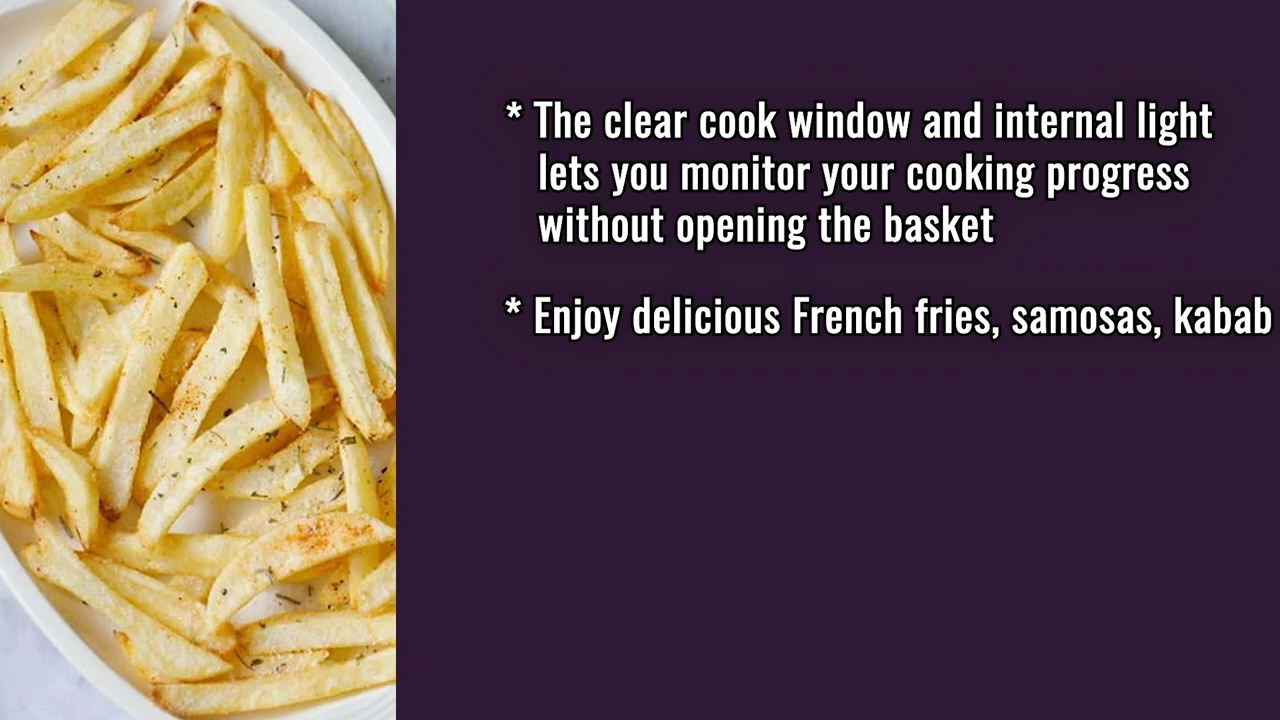 * The clear cook window and internal light
lets you monitor your cooking progress
without opening the basket
* Enjoy delicious French fries, samosas, kabab